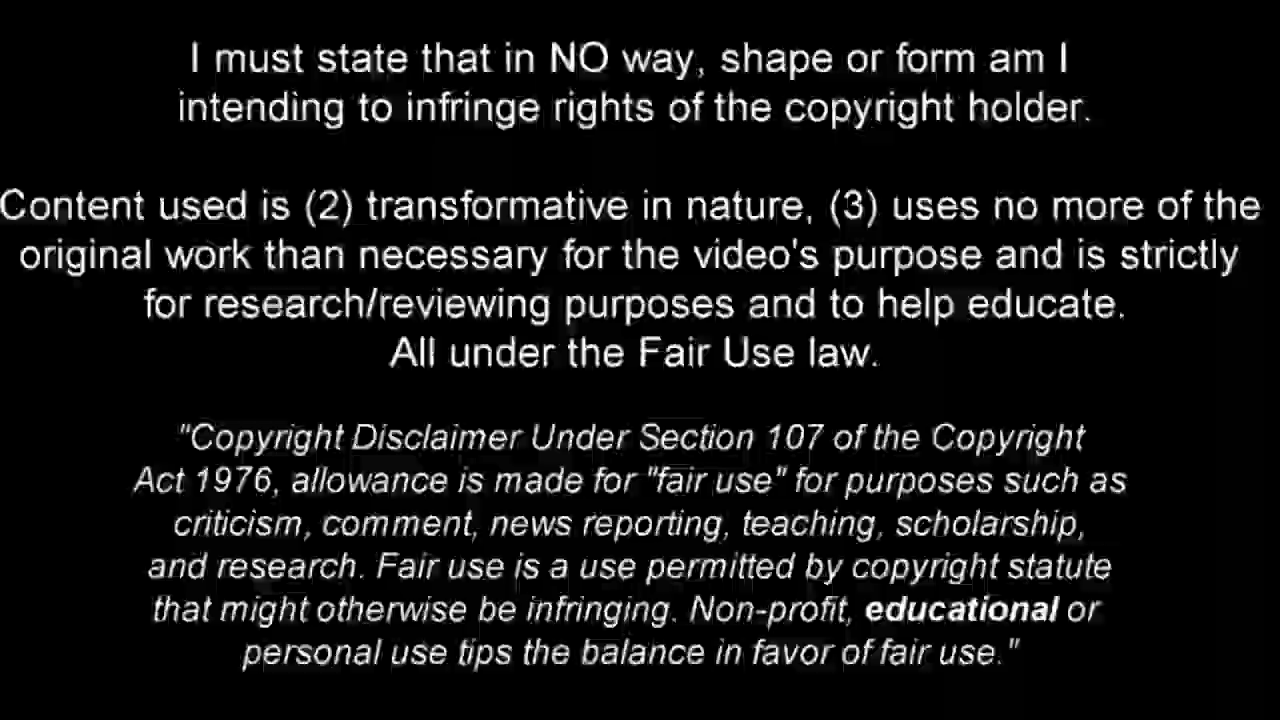 I must state that in NO way, shape or form am I
intending to infringe rights of the copyright holder.
Content used is (2) transformative in nature, (3) uses no more of the
original work than necessary for the video's purpose and is strictly
for research/reviewing purposes and to help educate.
All under the Fair Use law.
"Copyright Disclaimer Under Section 107 of the Copyright
Act 1976, allowance is made for "fair use" for purposes such as
criticism, comment, news reporting, teaching, scholarship,
and research. Fair use is a use permitted by copyright statute
that might otherwise be infringing. Non-profit, educational or
personal use tips the balance in favor of fair use."